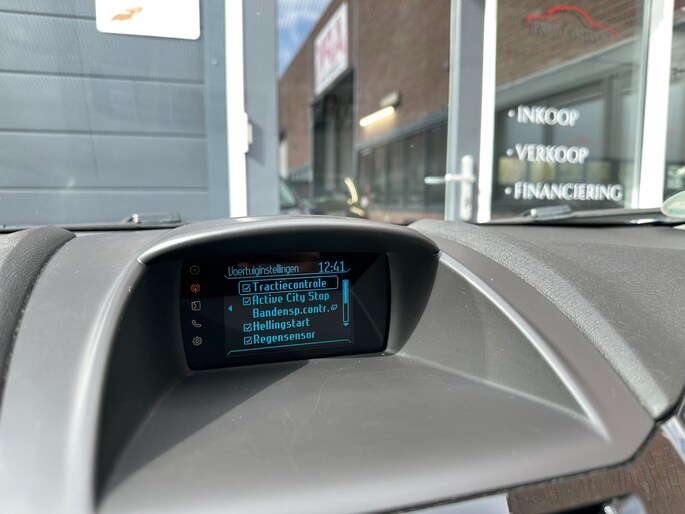 INKOOP
VERKOOP
FINANCIERING
Voertuiginstellingen 12:41
Tractiecontrole
Active City Stop
Bandensp.contr.
Hellingstart
Regensensor